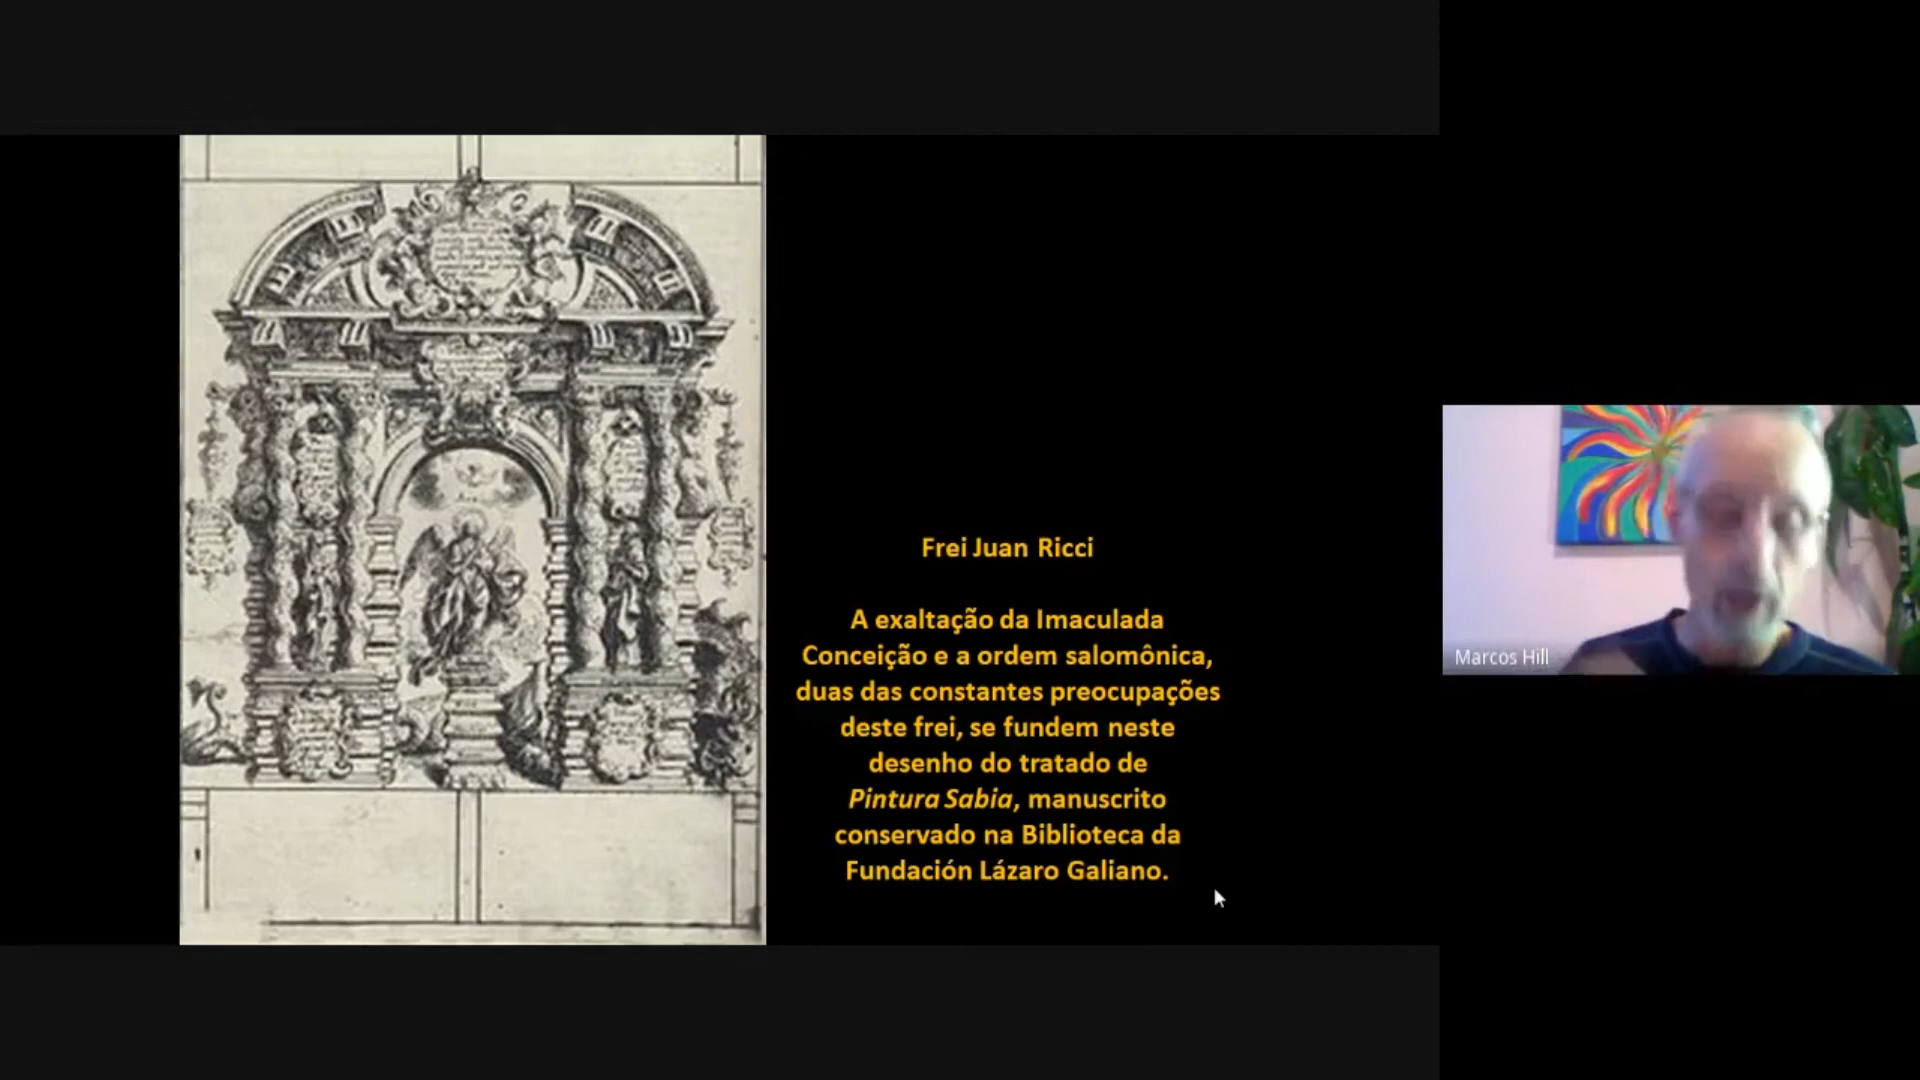 Frei Juan Ricci
A exaltação da Imaculada
Conceição e a ordem salomônica,
duas das constantes preocupações
deste frei, se fundem neste
desenho do tratado de
Pintura Sabia, manuscrito
conservado na Biblioteca da
Fundación Lázaro Galiano.
Marcos Hill